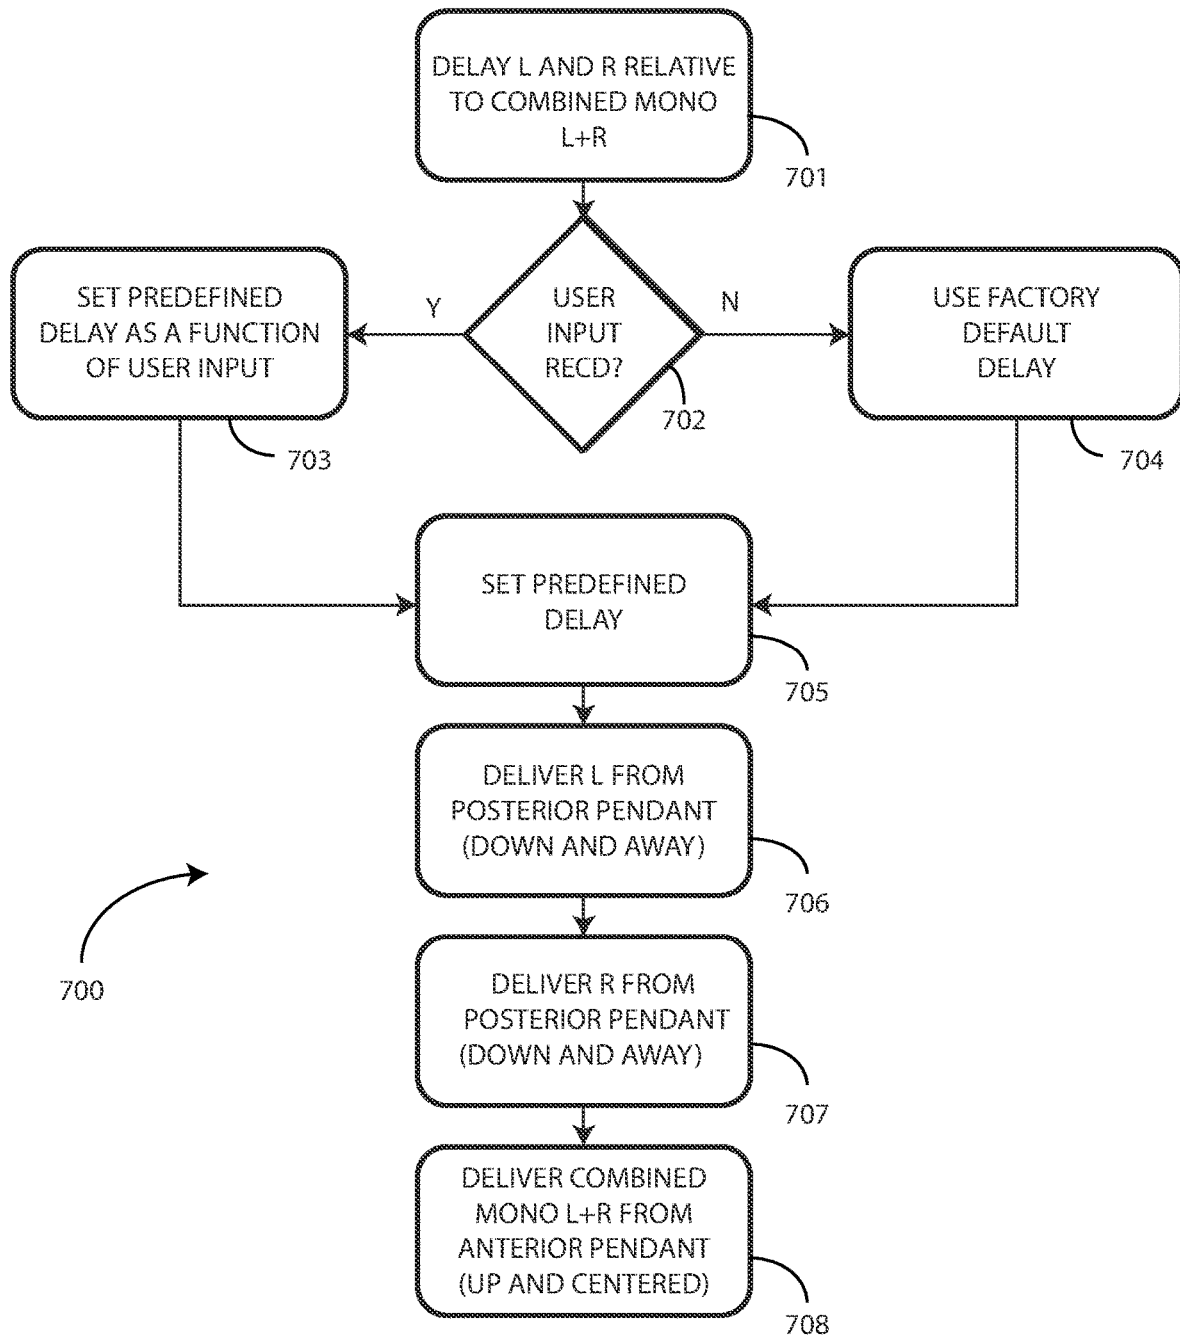 DELAY L AND R RELATIVE
TO COMBINED MONO
L+R
701
SET PREDEFINED
DELAY AS A FUNCTION
OF USER INPUT
703
Y
USER
INPUT
RECD?
702
N
USE FACTORY
DEFAULT
DELAY
704
SET PREDEFINED
DELAY
705
DELIVER L FROM
POSTERIOR PENDANT
(DOWN AND AWAY)
706
700
DELIVER R FROM
POSTERIOR PENDANT
(DOWN AND AWAY)
707
DELIVER COMBINED
MONO L+R FROM
ANTERIOR PENDANT
(UP AND CENTERED)
708